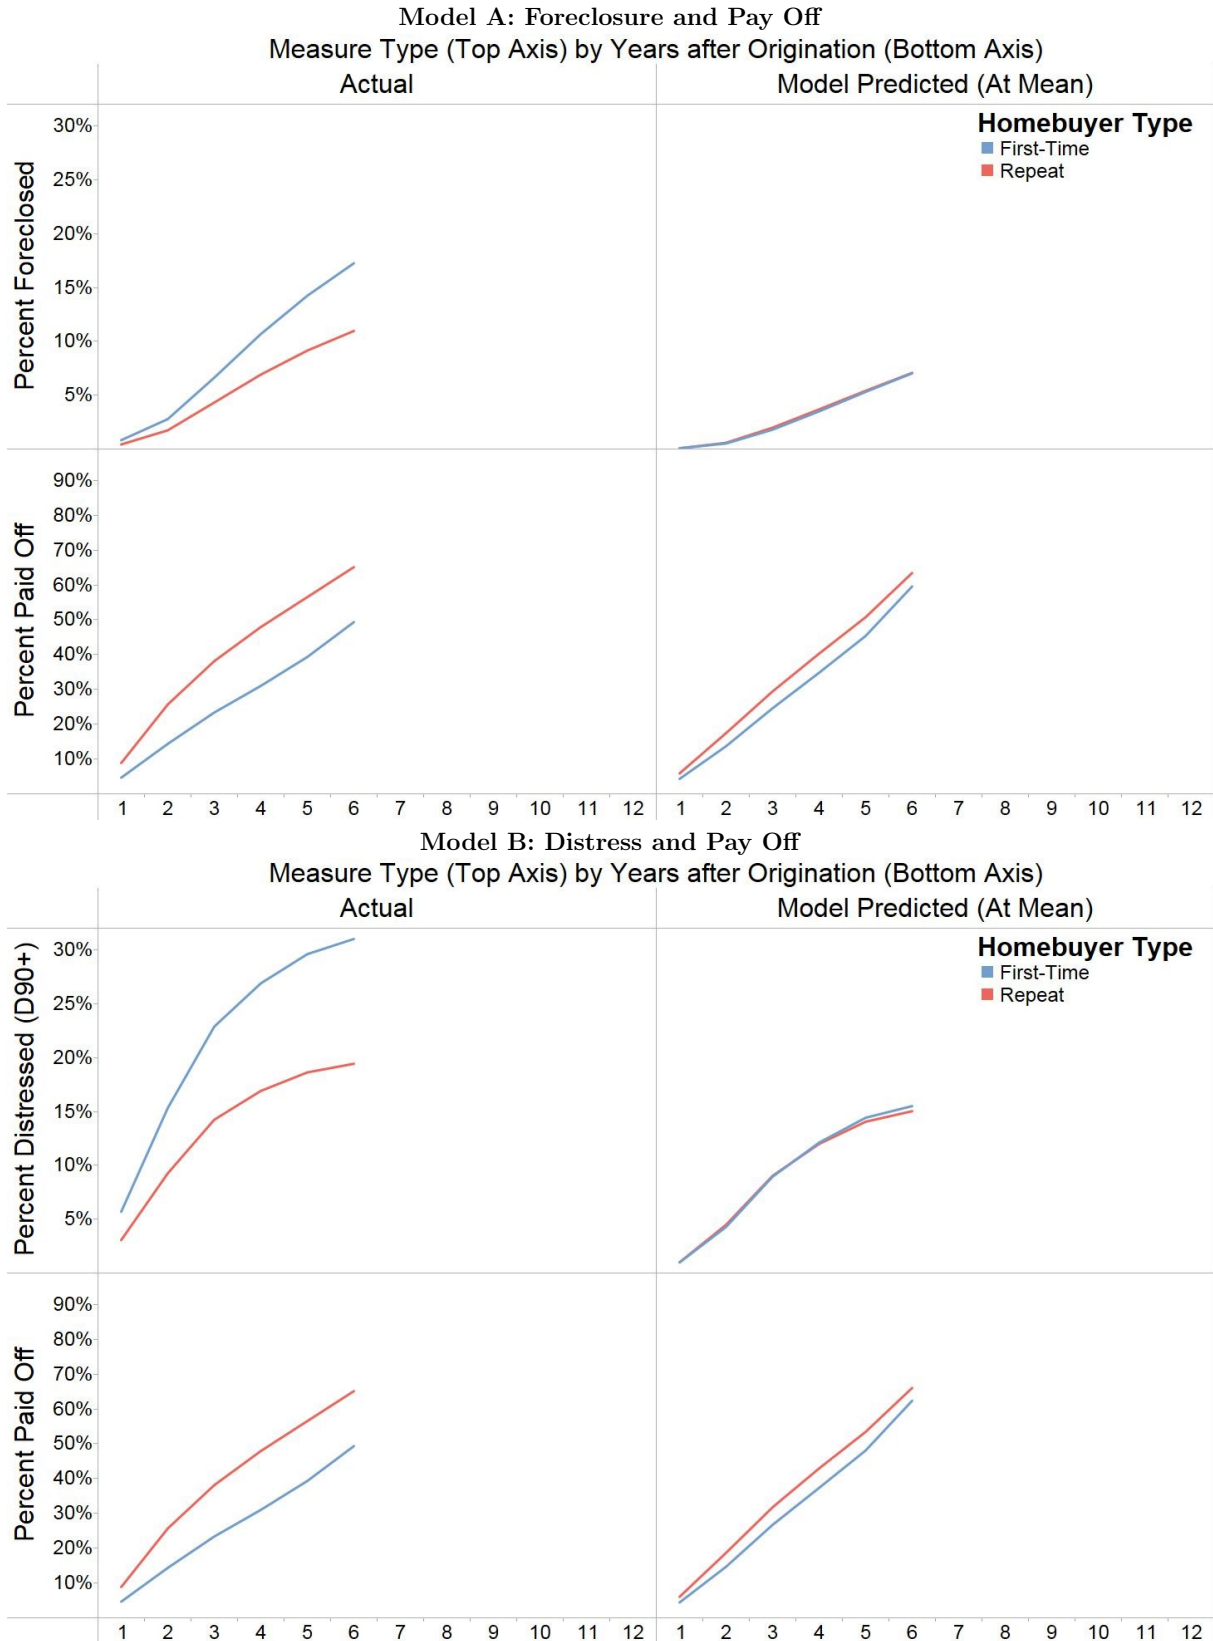 Model A: Foreclosure and Pay Off
Measure Type (Top Axis) by Years after Origination (Bottom Axis)
Actual
Model Predicted (At Mean)
Percent Foreclosed
30%
25%
20%
15%
10%
5%
Homebuyer Type
First-Time
Repeat
Percent Paid Off
90%
80%
70%
60%
50%
40%
30%
20%
10%
1 2 3 4 5 6 7 8 9 10 11 12
1 2 3 4 5 6 7 8 9 10 11 12
Model B: Distress and Pay Off
Measure Type (Top Axis) by Years after Origination (Bottom Axis)
Actual
Model Predicted (At Mean)
Percent Distressed (D90+)
30%
25%
20%
15%
10%
5%
Homebuyer Type
First-Time
Repeat
Percent Paid Off
90%
80%
70%
60%
50%
40%
30%
20%
10%
1 2 3 4 5 6 7 8 9 10 11 12
1 2 3 4 5 6 7 8 9 10 11 12